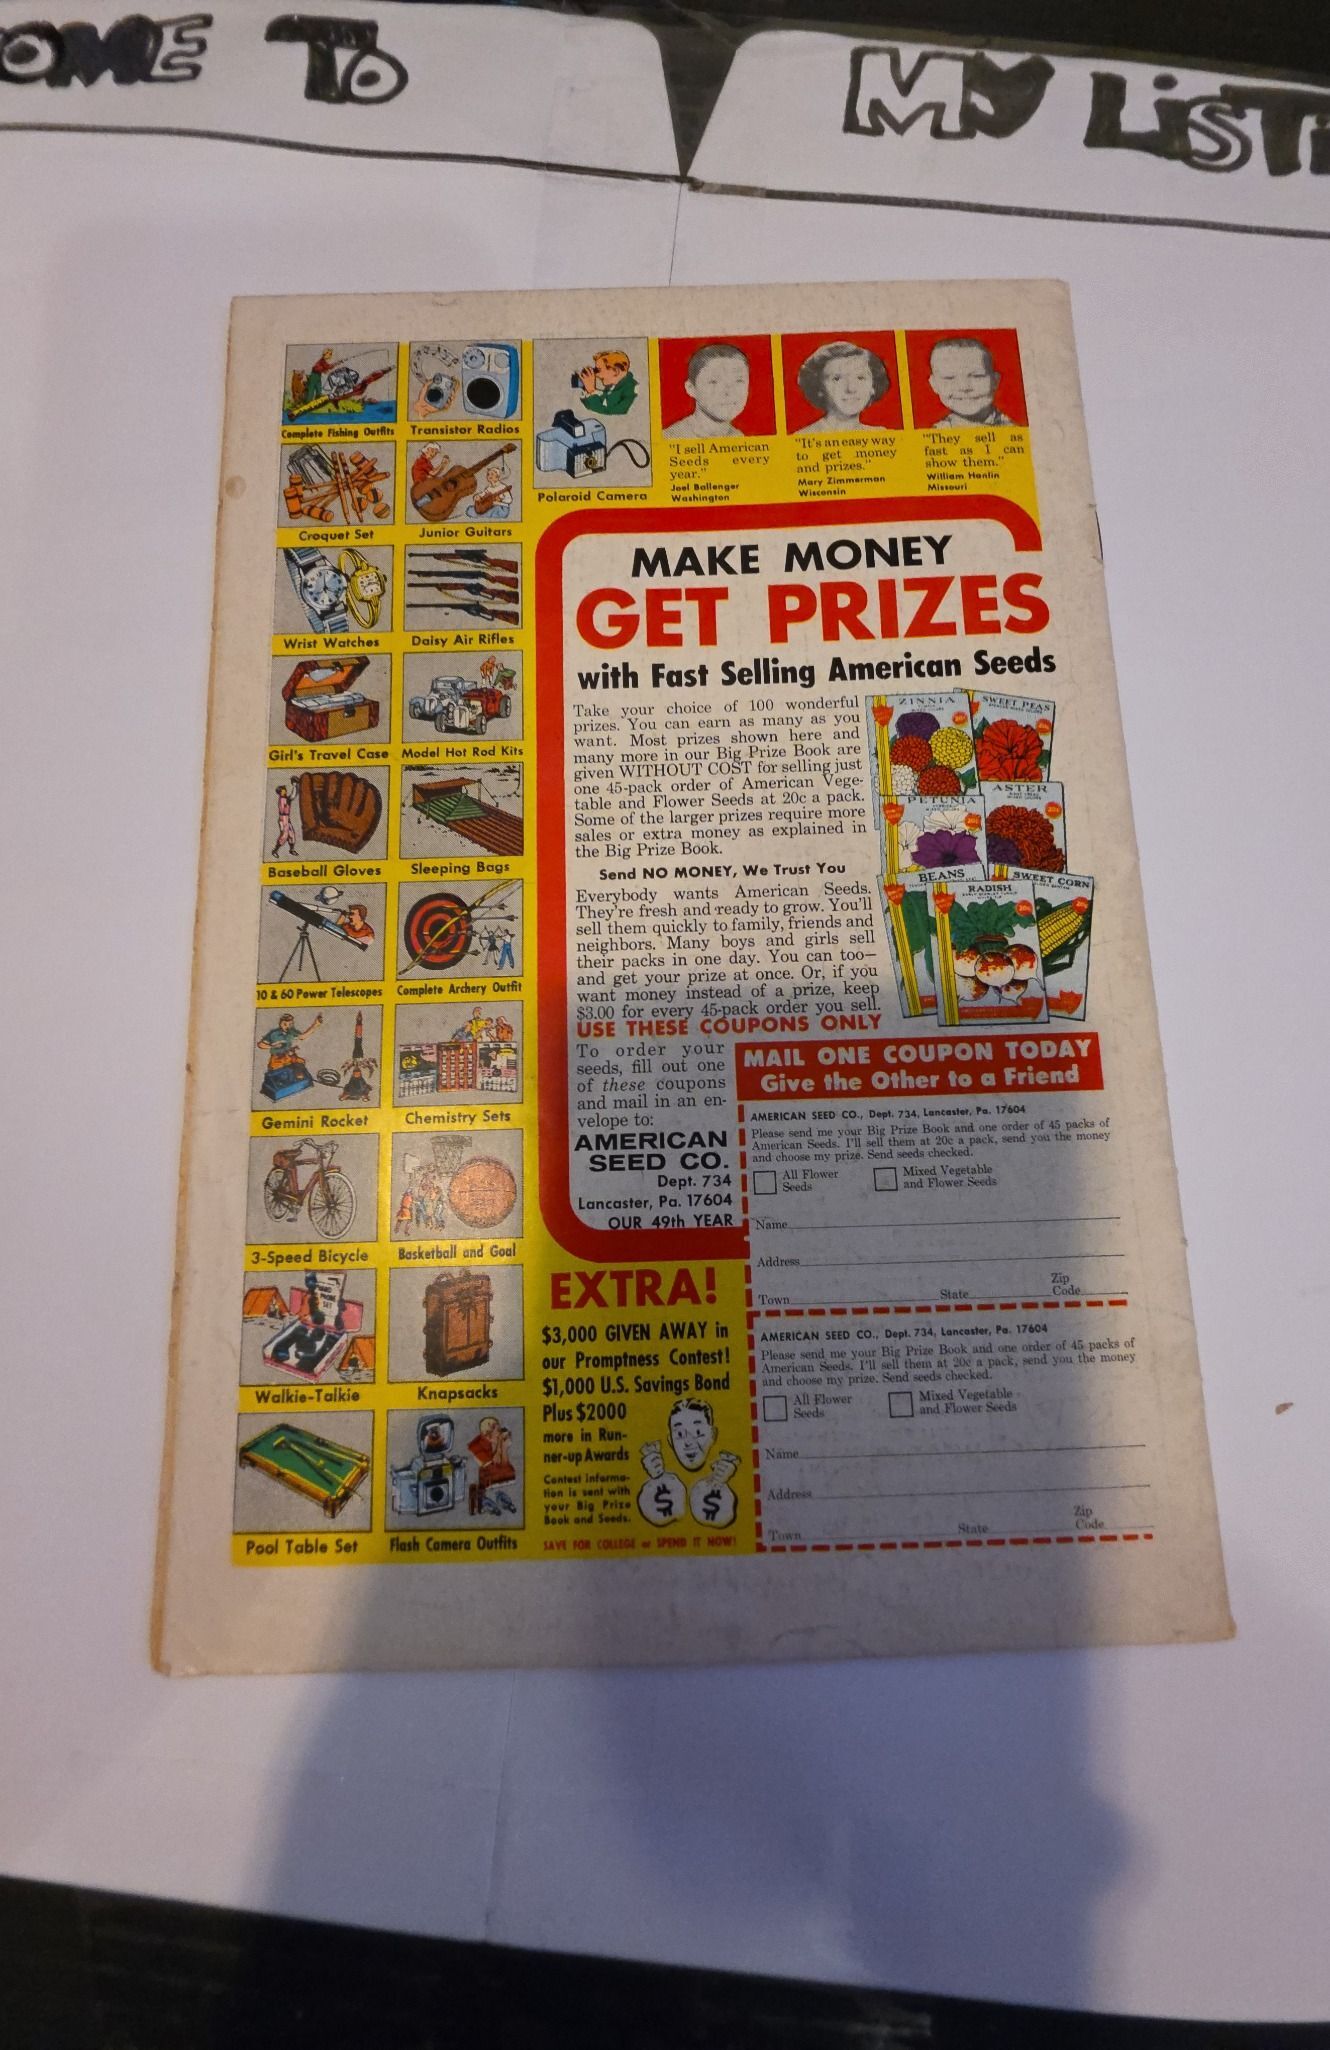 OME TO
MY LiSTi
Complete Fishing Outfits
Transistor Radios
Polaroid Camera
Croquet Set
Junior Guitars
Wrist Watches
Daisy Air Rifles
Girl's Travel Case
Model Hot Rod Kits
Baseball Gloves
Sleeping Bags
10 & 60 Power Telescopes
Complete Archery Outfit
Gemini Rocket
Chemistry Sets
3-Speed Bicycle
Basketball and Goal
Walkie-Talkie
Knapsacks
Pool Table Set
Flash Camera Outfits
"I sell American
Seeds every
year."
Joel Ballenger
Washington
"It's an easy way
to get money
and prizes."
Mary Zimmerman
Wisconsin
"They sell as
fast as I can
show them."
William Hanlin
Missouri
MAKE MONEY
GET PRIZES
with Fast Selling American Seeds
Take your choice of 100 wonderful
prizes. You can earn as many as you
want. Most prizes shown here and
many more in our Big Prize Book are
given WITHOUT COST for selling just
one 45-pack order of American Vege-
table and Flower Seeds at 20c a pack.
Some of the larger prizes require more
sales or extra money as explained in
the Big Prize Book.
Send NO MONEY, We Trust You
Everybody wants American Seeds.
They're fresh and ready to grow. You'll
sell them quickly to family, friends and
neighbors. Many boys and girls sell
their packs in one day. You can too—
and get your prize at once. Or, if you
want money instead of a prize, keep
$3.00 for every 45-pack order you sell.
USE THESE COUPONS ONLY
ZINNIA
SWEET PEAS
PETUNIA
ASTER
BEANS
RADISH
SWEET CORN
To order your
seeds, fill out one
of these coupons
and mail in an en-
velope to:
AMERICAN
SEED CO.
Dept. 734
Lancaster, Pa. 17604
OUR 49th YEAR
MAIL ONE COUPON TODAY
Give the Other to a Friend
AMERICAN SEED CO., Dept. 734, Lancaster, Pa. 17604
Please send me your Big Prize Book and one order of 45 packs of
American Seeds. I'll sell them at 20c a pack, send you the money
and choose my prize. Send seeds checked.
All Flower
Seeds
Mixed Vegetable
and Flower Seeds
Name
Address
Town State Zip
Code
AMERICAN SEED CO., Dept. 734, Lancaster, Pa. 17604
Please send me your Big Prize Book and one order of 45 packs of
American Seeds. I'll sell them at 20c a pack, send you the money
and choose my prize. Send seeds checked.
All Flower
Seeds
Mixed Vegetable
and Flower Seeds
Name
Address
Town State Zip
Code
EXTRA!
$3,000 GIVEN AWAY in
our Promptness Contest!
$1,000 U.S. Savings Bond
Plus $2000
more in Run-
ner-up Awards
Contest informa-
tion is sent with
your Big Prize
Book and Seeds.
$ $
SAVE FOR COLLEGE or SPEND IT NOW!